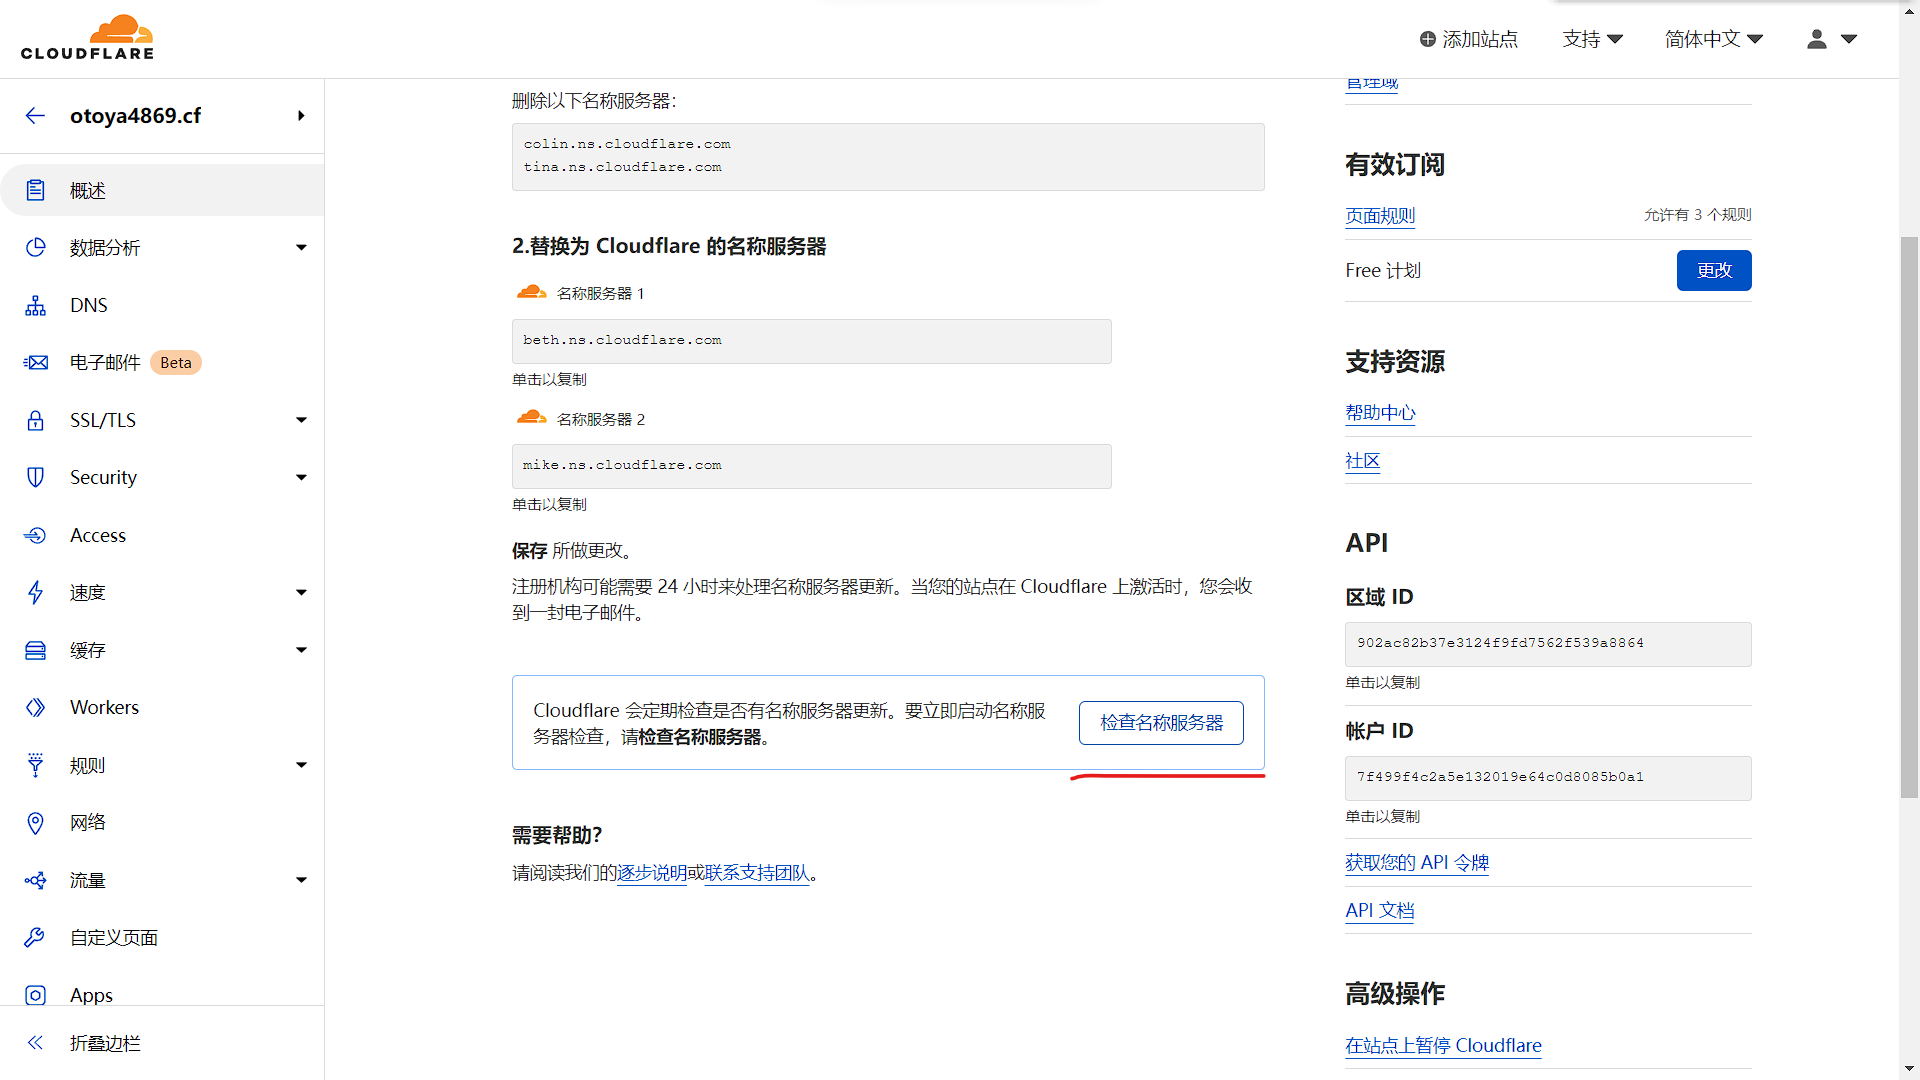 CLOUDFLARE
添加站点
支持
简体中文
otoya4869.cf
概述
数据分析
DNS
电子邮件 Beta
SSL/TLS
Security
Access
速度
缓存
Workers
规则
网络
流量
自定义页面
Apps
折叠边栏
删除以下名称服务器：
colin.ns.cloudflare.com
tina.ns.cloudflare.com
2.替换为 Cloudflare 的名称服务器
名称服务器 1
beth.ns.cloudflare.com
单击以复制
名称服务器 2
mike.ns.cloudflare.com
单击以复制
保存 所做更改。
注册机构可能需要 24 小时来处理名称服务器更新。当您的站点在 Cloudflare 上激活时，您会收
到一封电子邮件。
Cloudflare 会定期检查是否有名称服务器更新。要立即启动名称服
务器检查，请检查名称服务器。
检查名称服务器
需要帮助？
请阅读我们的逐步说明或联系支持团队。
管理域
有效订阅
页面规则
允许有 3 个规则
Free 计划
更改
支持资源
帮助中心
社区
API
区域 ID
902ac82b37e3124f9fd7562f539a8864
单击以复制
帐户 ID
7f499f4c2a5e132019e64c0d8085b0a1
单击以复制
获取您的 API 令牌
API 文档
高级操作
在站点上暂停 Cloudflare